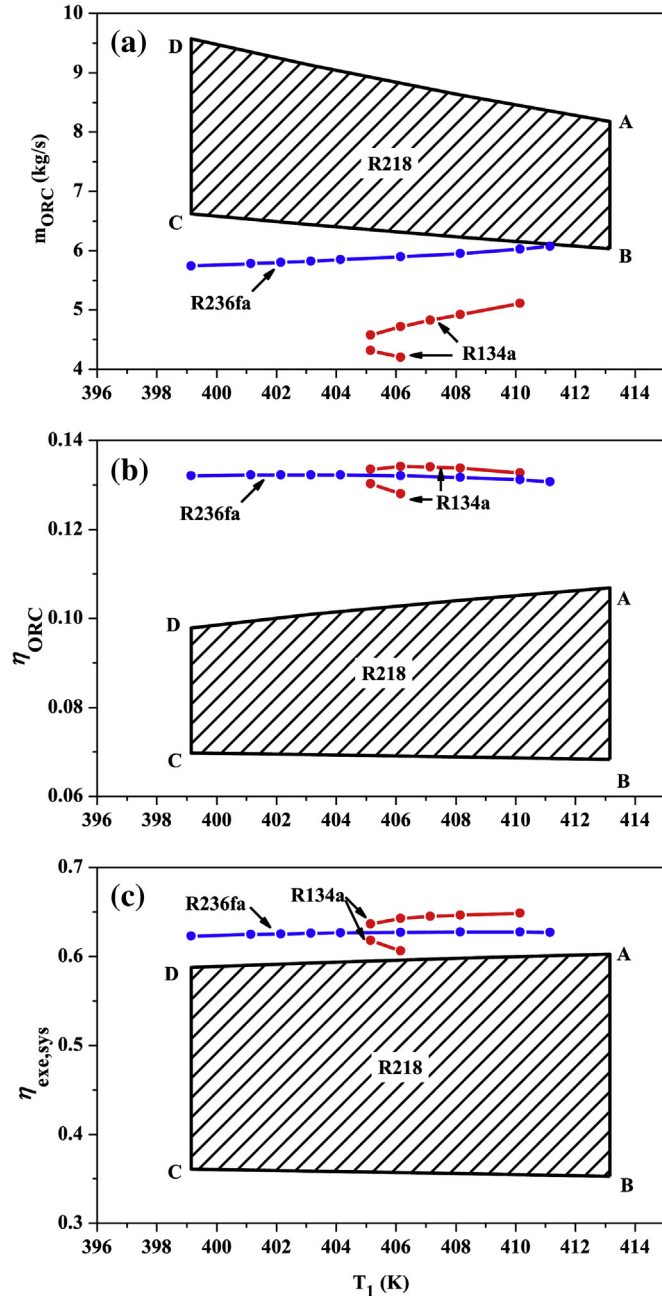 (a)
m_ORC (kg/s)
10
9
8
7
6
5
4
D
A
R218
C
B
R236fa
R134a
396 398 400 402 404 406 408 410 412 414
(b)
η_ORC
0.14
0.12
0.10
0.08
0.06
R236fa
R134a
A
D
R218
C
B
396 398 400 402 404 406 408 410 412 414
(c)
η_exe,sys
0.7
0.6
0.5
0.4
0.3
R134a
R236fa
A
D
R218
C
B
396 398 400 402 404 406 408 410 412 414
T_1 (K)